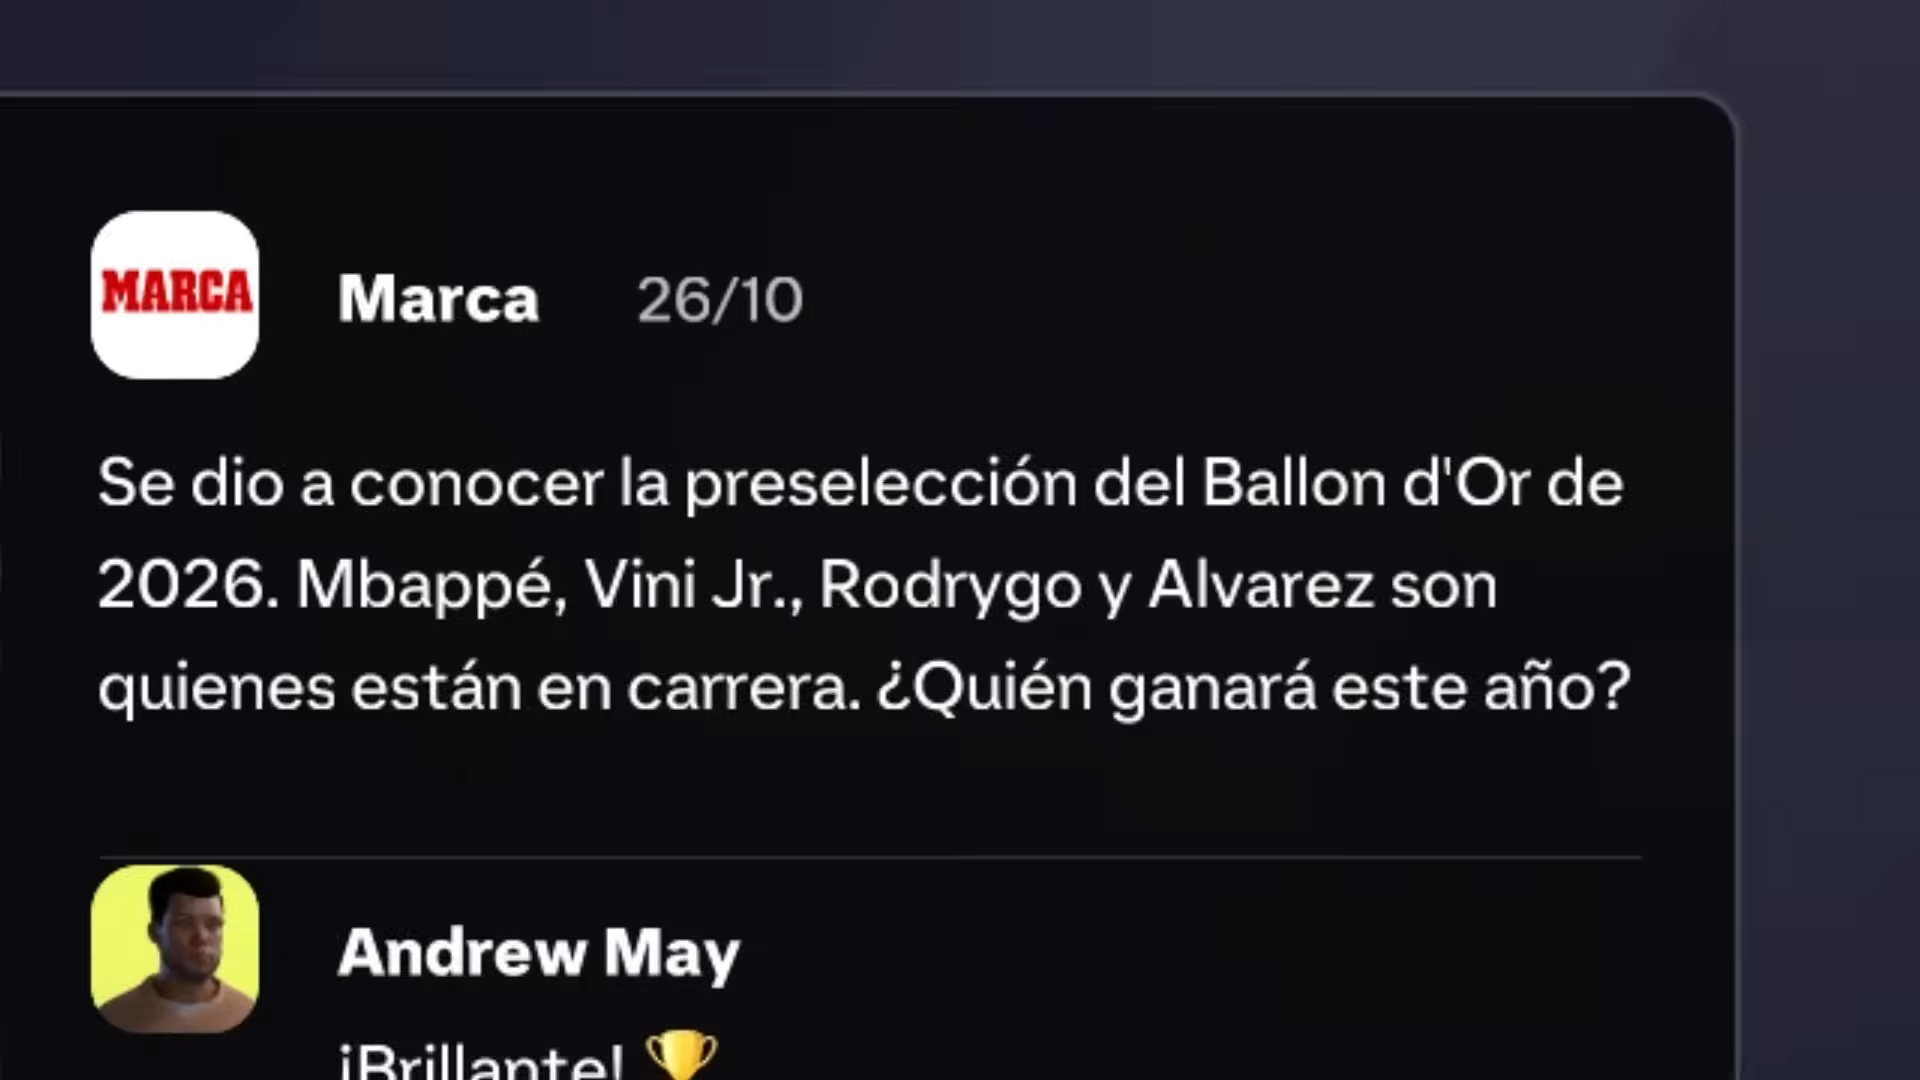 MARCA
Marca 26/10
Se dio a conocer la preselección del Ballon d'Or de
2026. Mbappé, Vini Jr., Rodrygo y Alvarez son
quienes están en carrera. ¿Quién ganará este año?
Andrew May
¡Brillante! 🏆